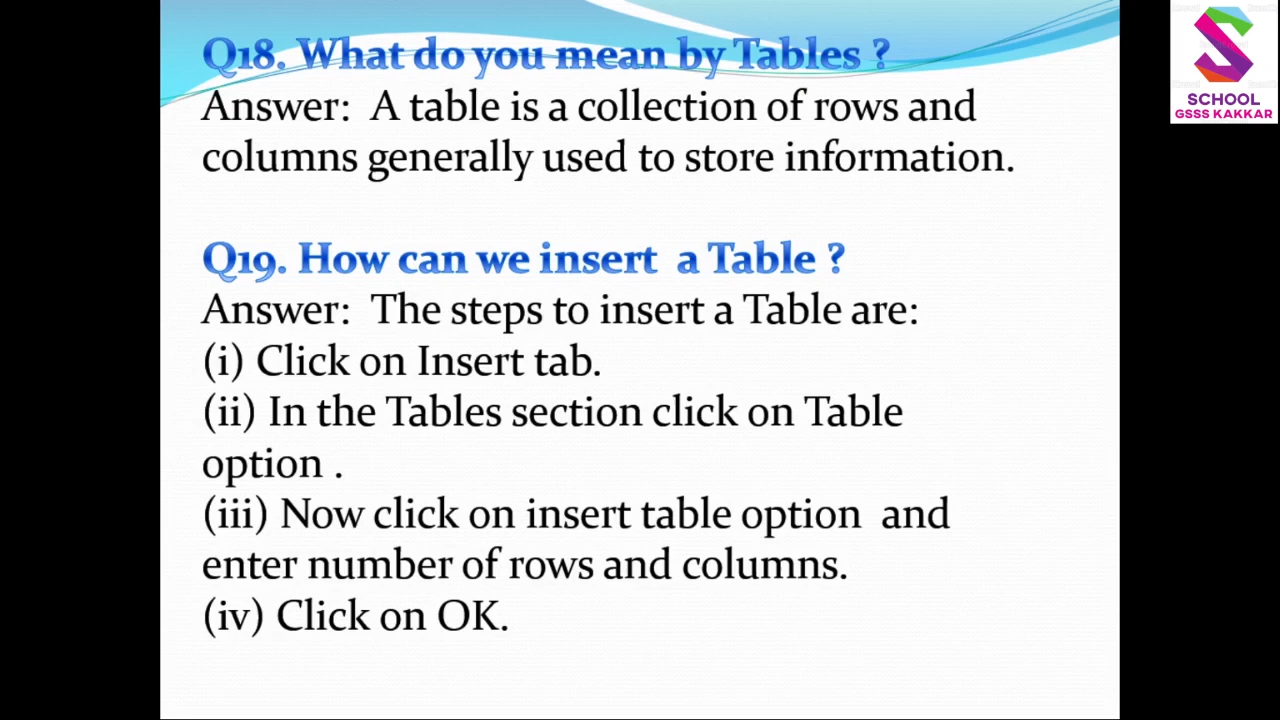 Q18. What do you mean by Tables ?
Answer:  A table is a collection of rows and
columns generally used to store information.
Q19. How can we insert  a Table ?
Answer:  The steps to insert a Table are:
(i) Click on Insert tab.
(ii) In the Tables section click on Table
option .
(iii) Now click on insert table option  and
enter number of rows and columns.
(iv) Click on OK.
SCHOOL
GSSS KAKKAR